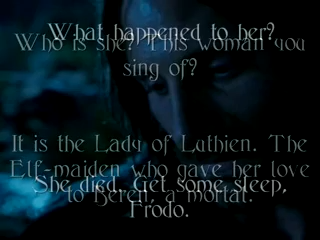 What happened to her?
Who is she? This woman you
sing of?
It is the Lady of Luthien. The
Elf-maiden who gave her love
to Beren, a mortal.
She died. Get some sleep,
Frodo.